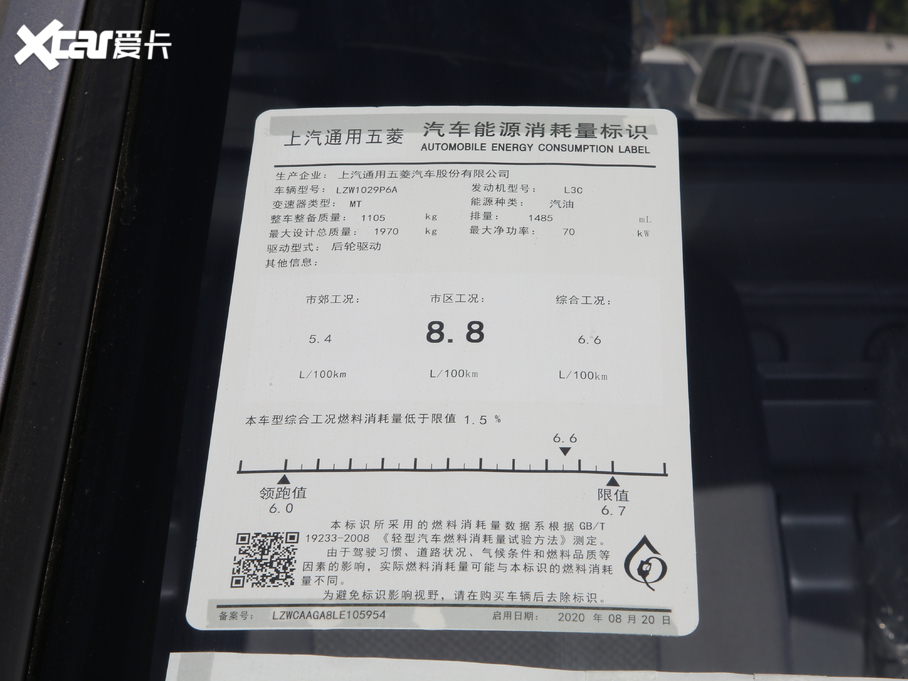 Xcar爱卡
上汽通用五菱 汽车能源消耗量标识
AUTOMOBILE ENERGY CONSUMPTION LABEL
生产企业: 上汽通用五菱汽车股份有限公司
车辆型号: LZW1029P6A 发动机型号: L3C
变速器类型: MT 能源种类: 汽油
整车整备质量: 1105 kg 排量: 1485 mL
最大设计总质量: 1970 kg 最大净功率: 70 kW
驱动型式: 后轮驱动
其他信息:
市郊工况: 市区工况: 综合工况:
5.4 8.8 6.6
L/100km L/100km L/100km
本车型综合工况燃料消耗量低于限值 1.5 %
6.6
领跑值 限值
6.0 6.7
本标识所采用的燃料消耗量数据系根据 GB/T
19233-2008 《轻型汽车燃料消耗量试验方法》测定。
由于驾驶习惯、道路状况、气候条件和燃料品质等
因素的影响，实际燃料消耗量可能与本标识的燃料消耗
量不同。
为避免标识影响视野，请在购买车辆后去除标识。
备案号: LZWCAAGA8LE105954 启用日期: 2020 年 08 月 20 日